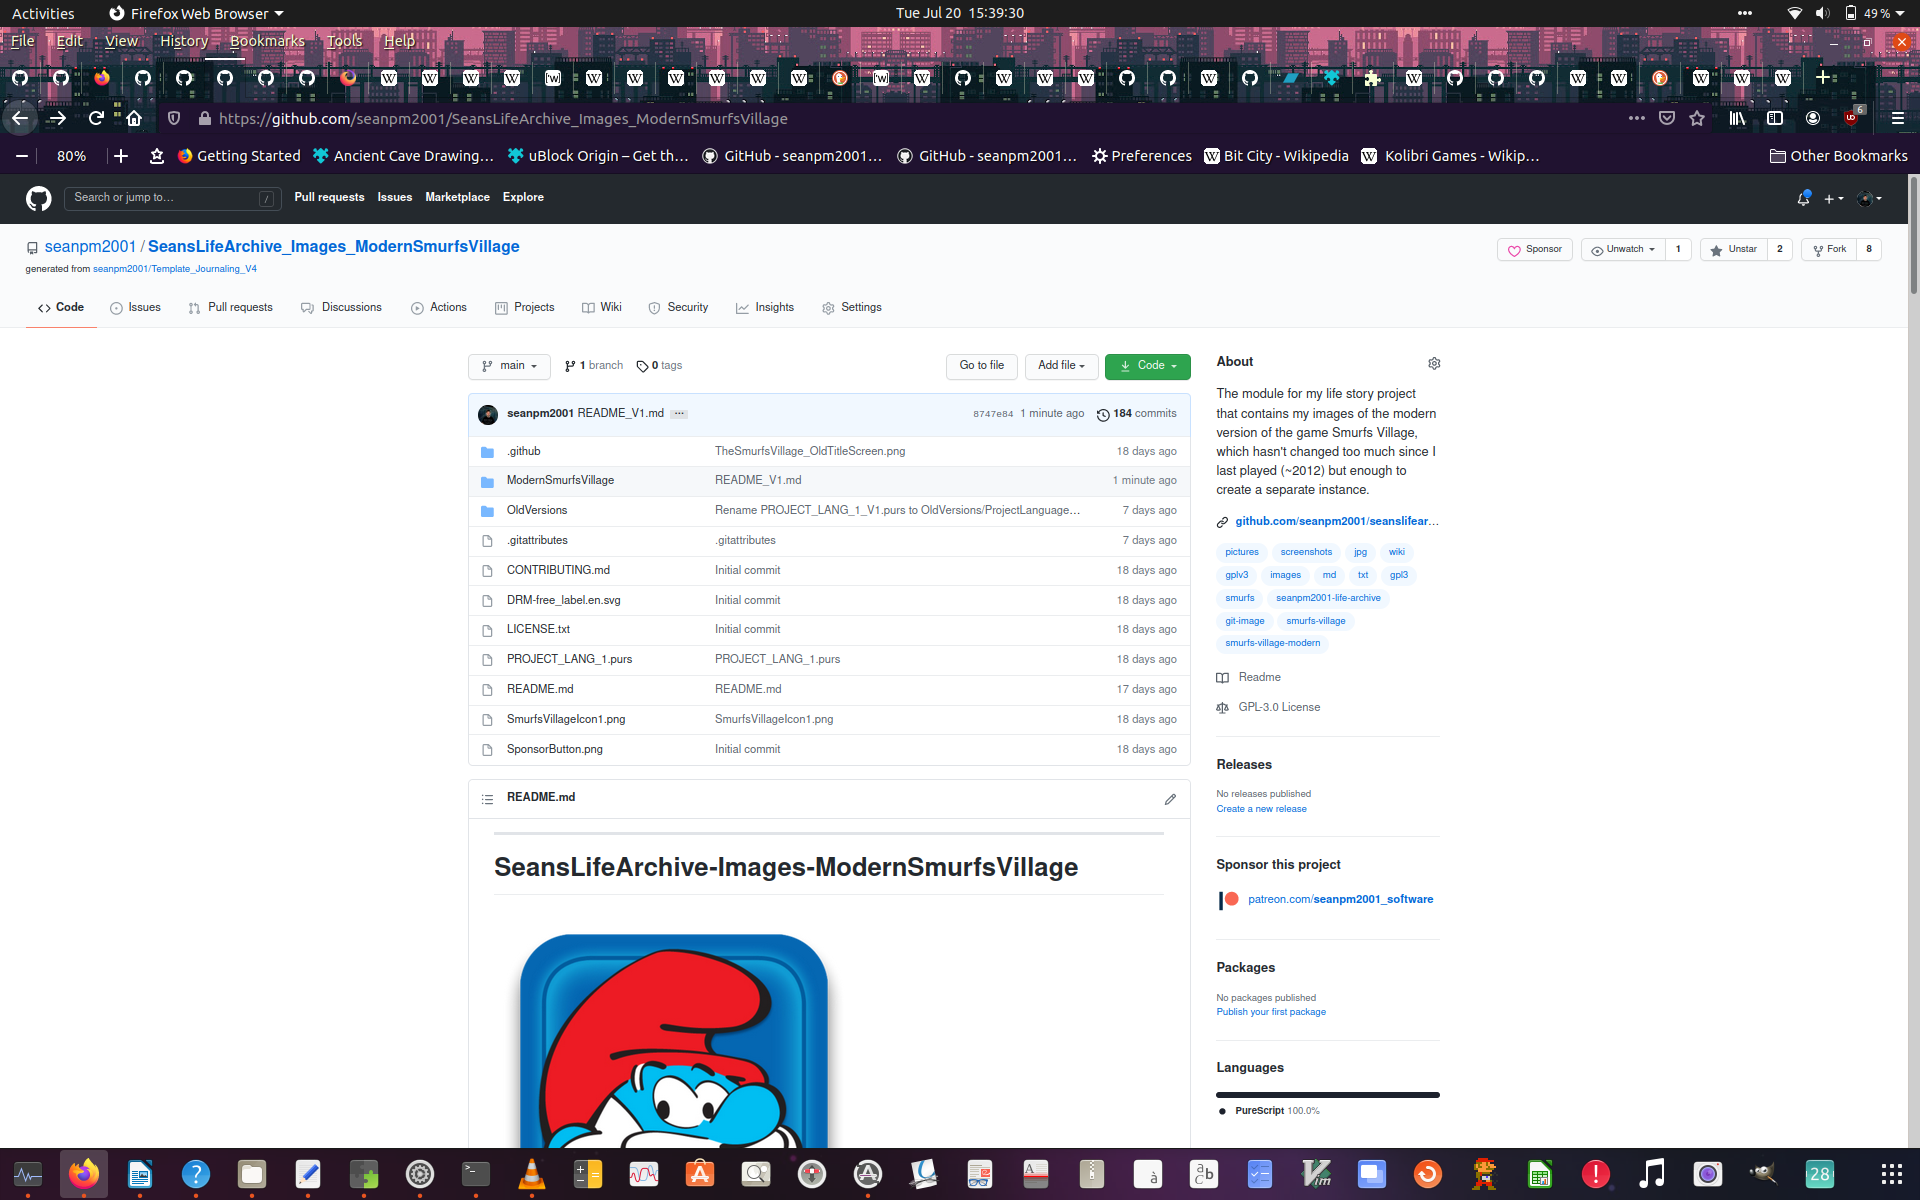 Activities Firefox Web Browser Tue Jul 20 15:39:30 49 %
File Edit View History Bookmarks Tools Help
https://github.com/seanpm2001/SeansLifeArchive_Images_ModernSmurfsVillage 6
80% Getting Started Ancient Cave Drawing… uBlock Origin – Get th… GitHub - seanpm2001… GitHub - seanpm2001… Preferences Bit City - Wikipedia Kolibri Games - Wikip… Other Bookmarks
Search or jump to… / Pull requests Issues Marketplace Explore
seanpm2001 / SeansLifeArchive_Images_ModernSmurfsVillage Sponsor Unwatch 1 Unstar 2 Fork 8
generated from seanpm2001/Template_Journaling_V4
Code Issues Pull requests Discussions Actions Projects Wiki Security Insights Settings
main 1 branch 0 tags Go to file Add file Code
seanpm2001 README_V1.md 8747e84 1 minute ago 184 commits
.github TheSmurfsVillage_OldTitleScreen.png 18 days ago
ModernSmurfsVillage README_V1.md 1 minute ago
OldVersions Rename PROJECT_LANG_1_V1.purs to OldVersions/ProjectLanguage… 7 days ago
.gitattributes .gitattributes 7 days ago
CONTRIBUTING.md Initial commit 18 days ago
DRM-free_label.en.svg Initial commit 18 days ago
LICENSE.txt Initial commit 18 days ago
PROJECT_LANG_1.purs PROJECT_LANG_1.purs 18 days ago
README.md README.md 17 days ago
SmurfsVillageIcon1.png SmurfsVillageIcon1.png 18 days ago
SponsorButton.png Initial commit 18 days ago
README.md
SeansLifeArchive-Images-ModernSmurfsVillage
About
The module for my life story project
that contains my images of the modern
version of the game Smurfs Village,
which hasn't changed too much since I
last played (~2012) but enough to
create a separate instance.
github.com/seanpm2001/seanslifear…
pictures screenshots jpg wiki
gplv3 images md txt gpl3
smurfs seanpm2001-life-archive
git-image smurfs-village
smurfs-village-modern
Readme
GPL-3.0 License
Releases
No releases published
Create a new release
Sponsor this project
patreon.com/seanpm2001_software
Packages
No packages published
Publish your first package
Languages
PureScript 100.0%
28